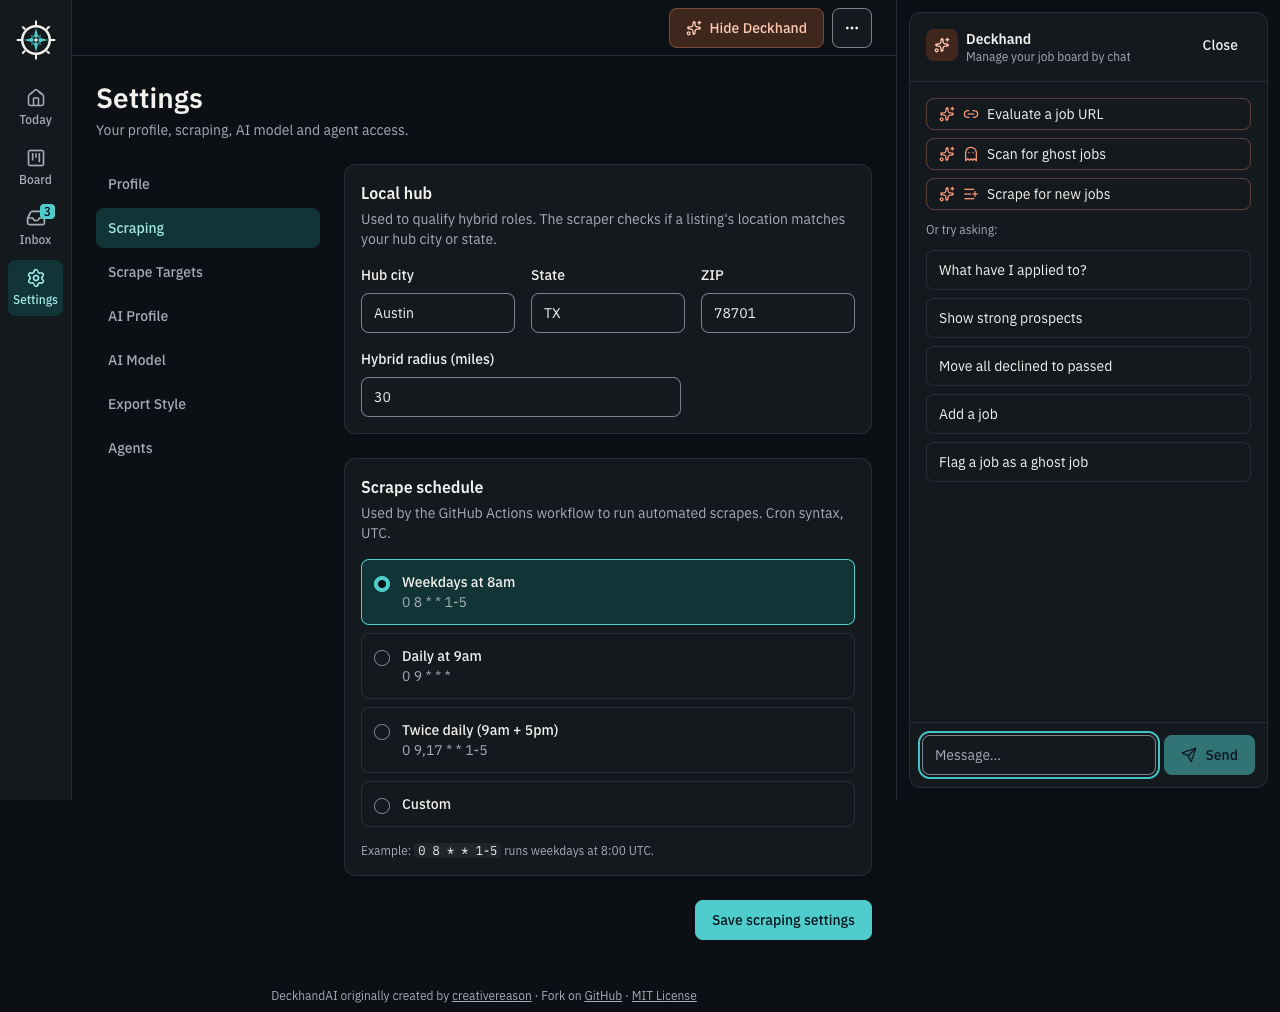 Today
Board
3
Inbox
Settings
Hide Deckhand
Settings
Your profile, scraping, AI model and agent access.
Profile
Scraping
Scrape Targets
AI Profile
AI Model
Export Style
Agents
Local hub
Used to qualify hybrid roles. The scraper checks if a listing's location matches
your hub city or state.
Hub city
State
ZIP
Austin
TX
78701
Hybrid radius (miles)
30
Scrape schedule
Used by the GitHub Actions workflow to run automated scrapes. Cron syntax,
UTC.
Weekdays at 8am
0 8 * * 1-5
Daily at 9am
0 9 * * *
Twice daily (9am + 5pm)
0 9,17 * * 1-5
Custom
Example: 0 8 * * 1-5 runs weekdays at 8:00 UTC.
Save scraping settings
DeckhandAI originally created by creativereason · Fork on GitHub · MIT License
Deckhand
Manage your job board by chat
Close
Evaluate a job URL
Scan for ghost jobs
Scrape for new jobs
Or try asking:
What have I applied to?
Show strong prospects
Move all declined to passed
Add a job
Flag a job as a ghost job
Message...
Send